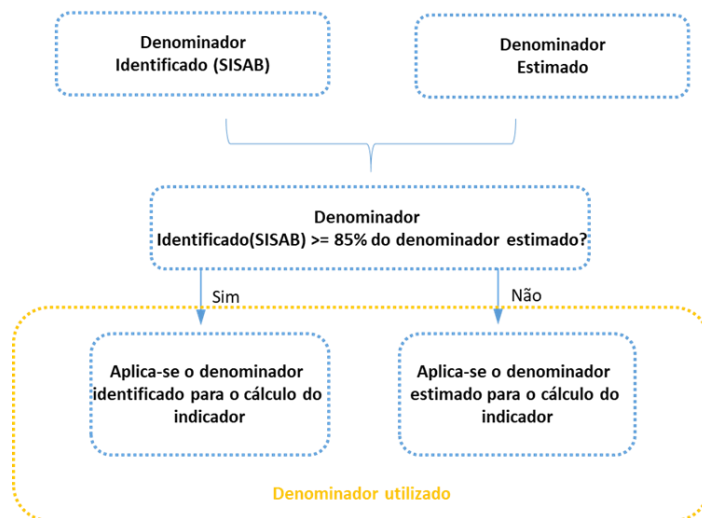 Denominador
Identificado (SISAB)
Denominador
Estimado
Denominador
Identificado(SISAB) >= 85% do denominador estimado?
Sim
Não
Aplica-se o denominador
identificado para o cálculo do
indicador
Aplica-se o denominador
estimado para o cálculo do
indicador
Denominador utilizado